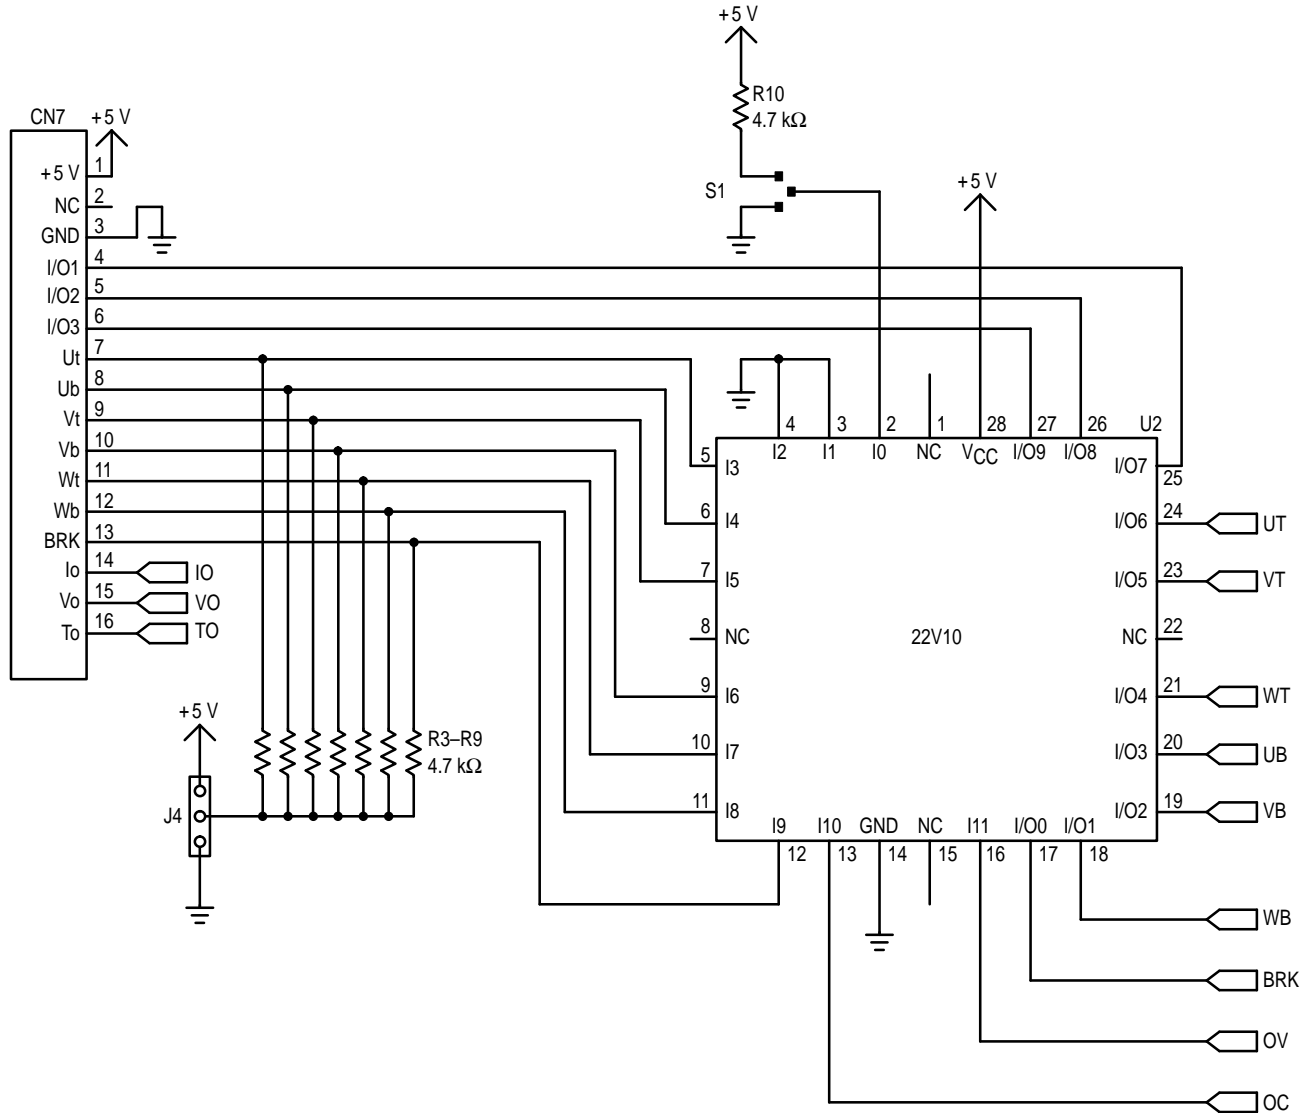 +5 V
R10
4.7 kΩ
CN7
+5 V
+5 V
1
NC
2
GND
3
I/O1
4
I/O2
5
I/O3
6
Ut
7
Ub
8
Vt
9
Vb
10
Wt
11
Wb
12
BRK
13
Io
14
IO
Vo
15
VO
To
16
TO
S1
+5 V
4
3
2
1
28
27
26
U2
I2
I1
I0
NC
VCC
I/O9
I/O8
5
I3
I/O7
25
6
I4
I/O6
24
UT
7
I5
I/O5
23
VT
8
NC
22V10
NC
22
9
I6
I/O4
21
WT
10
I7
I/O3
20
UB
11
I8
I/O2
19
VB
I9
I10
GND
NC
I11
I/O0
I/O1
12
13
14
15
16
17
18
+5 V
R3–R9
4.7 kΩ
J4
WB
BRK
OV
OC